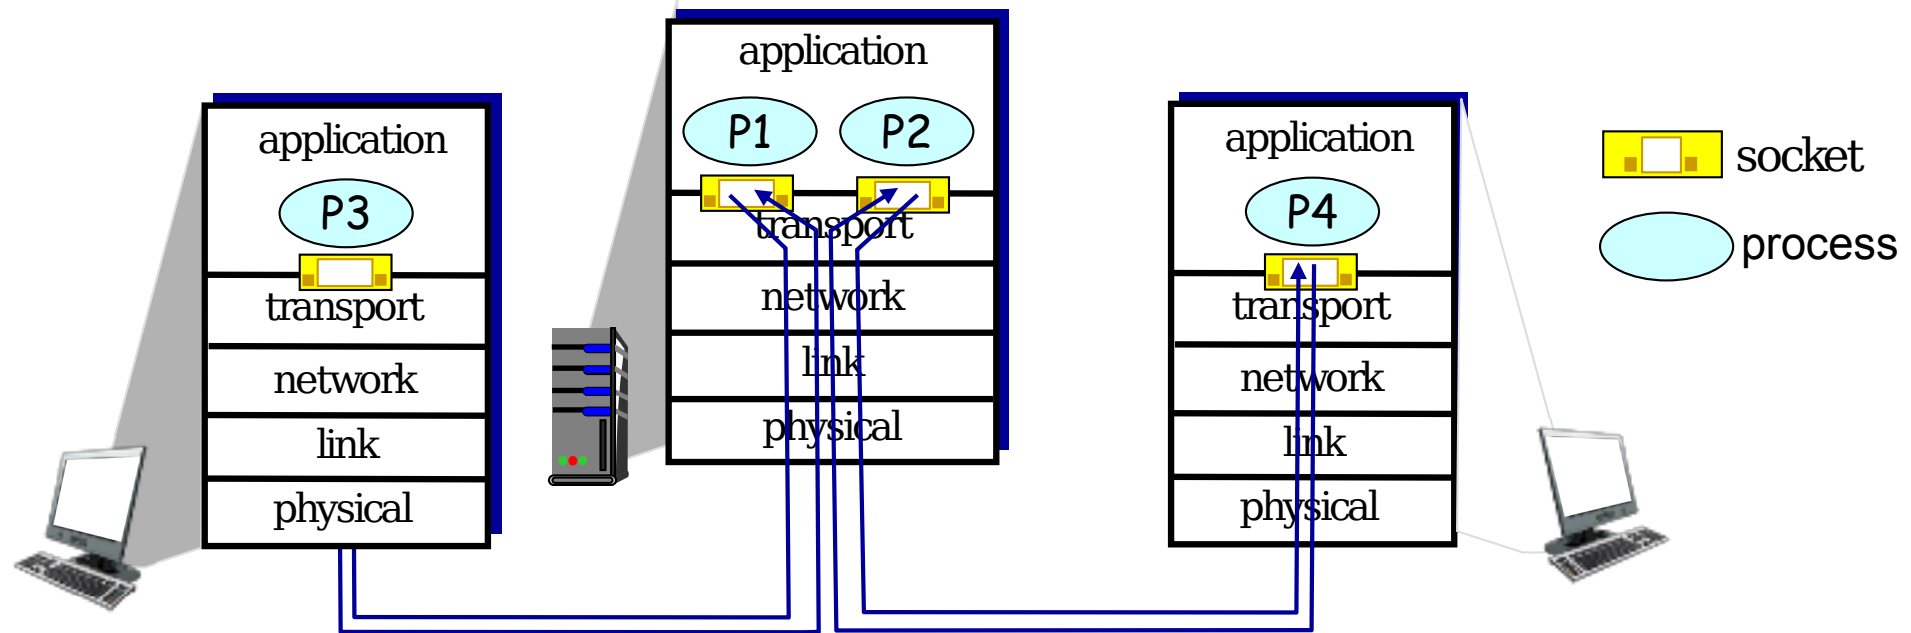 application
P3
transport
network
link
physical
application
P1 P2
transport
network
link
physical
application
P4
transport
network
link
physical
socket
process